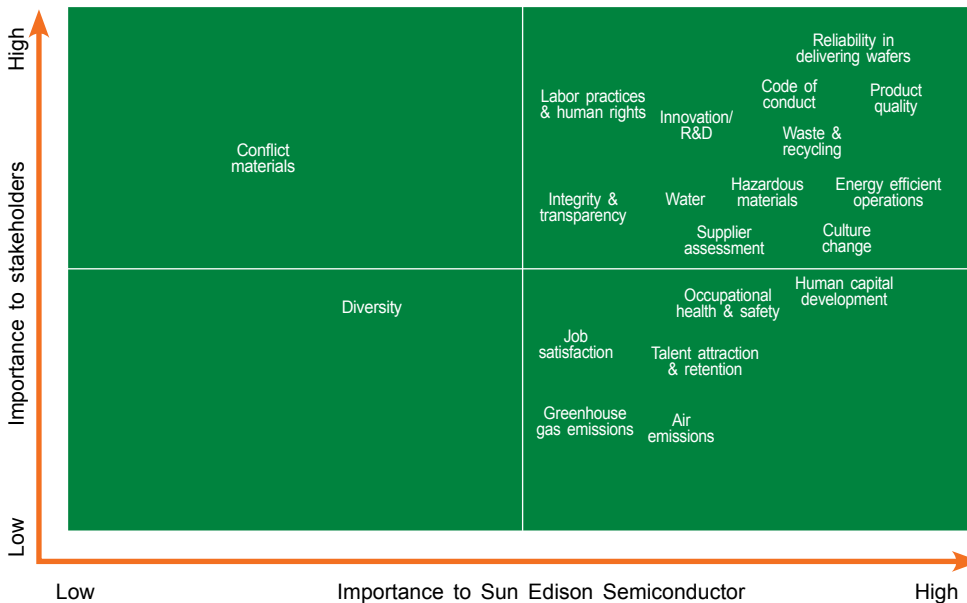 High
Importance to stakeholders
Low
Reliability in
delivering wafers
Code of
conduct
Product
quality
Labor practices
& human rights
Innovation/
R&D
Waste &
recycling
Conflict
materials
Integrity &
transparency
Water
Hazardous
materials
Energy efficient
operations
Supplier
assessment
Culture
change
Diversity
Occupational
health & safety
Human capital
development
Job
satisfaction
Talent attraction
& retention
Greenhouse
gas emissions
Air
emissions
Low
Importance to Sun Edison Semiconductor
High